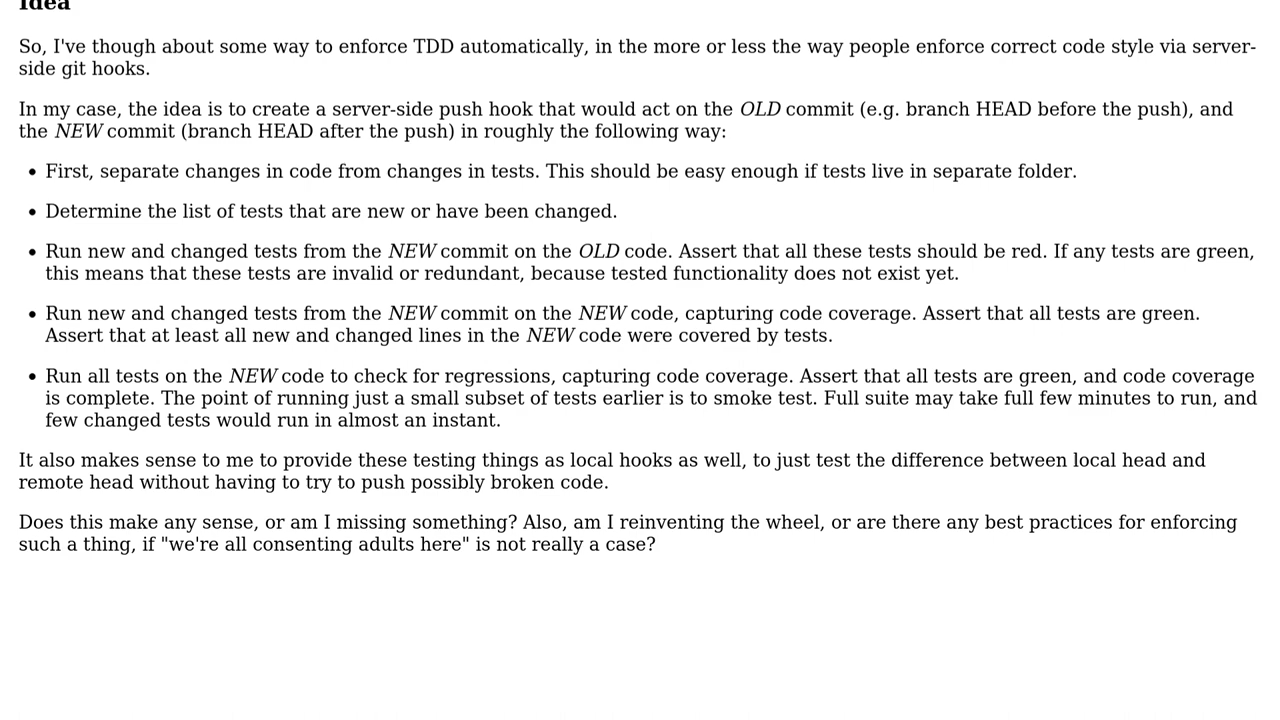 Idea
So, I've though about some way to enforce TDD automatically, in the more or less the way people enforce correct code style via server-
side git hooks.
In my case, the idea is to create a server-side push hook that would act on the OLD commit (e.g. branch HEAD before the push), and
the NEW commit (branch HEAD after the push) in roughly the following way:
• First, separate changes in code from changes in tests. This should be easy enough if tests live in separate folder.
• Determine the list of tests that are new or have been changed.
• Run new and changed tests from the NEW commit on the OLD code. Assert that all these tests should be red. If any tests are green,
this means that these tests are invalid or redundant, because tested functionality does not exist yet.
• Run new and changed tests from the NEW commit on the NEW code, capturing code coverage. Assert that all tests are green.
Assert that at least all new and changed lines in the NEW code were covered by tests.
• Run all tests on the NEW code to check for regressions, capturing code coverage. Assert that all tests are green, and code coverage
is complete. The point of running just a small subset of tests earlier is to smoke test. Full suite may take full few minutes to run, and
few changed tests would run in almost an instant.
It also makes sense to me to provide these testing things as local hooks as well, to just test the difference between local head and
remote head without having to try to push possibly broken code.
Does this make any sense, or am I missing something? Also, am I reinventing the wheel, or are there any best practices for enforcing
such a thing, if "we're all consenting adults here" is not really a case?